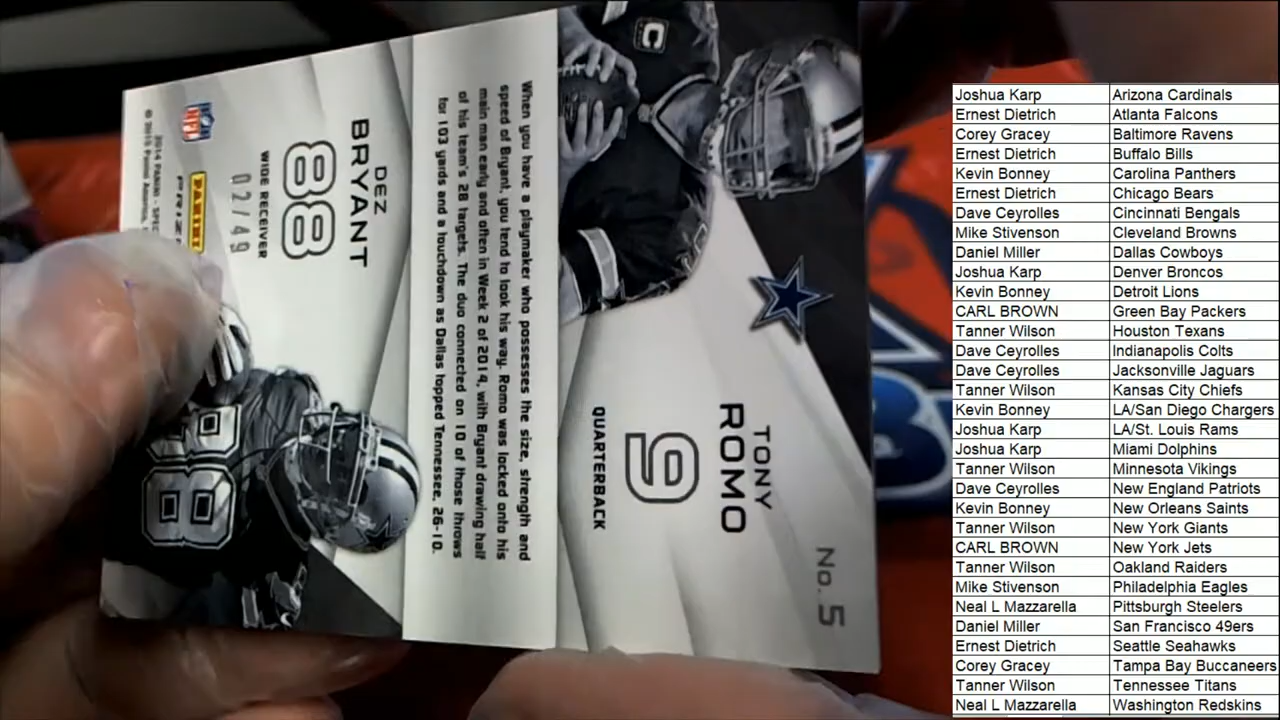 No. 5
TONY
ROMO
9
QUARTERBACK
C
When you have a playmaker who possesses the size, strength and
speed of Bryant, you tend to look his way. Romo was locked onto his
main man early and often in Week 2 of 2014, with Bryant drawing half
of his team's 28 targets. The duo connected on 10 of those throws
for 103 yards and a touchdown as Dallas topped Tennessee, 26-10.
DEZ
BRYANT
88
WIDE RECEIVER
02/49
88
NFL
PANINI
2014 PANINI - 
© 2015 Panini America,
Joshua Karp Arizona Cardinals
Ernest Dietrich Atlanta Falcons
Corey Gracey Baltimore Ravens
Ernest Dietrich Buffalo Bills
Kevin Bonney Carolina Panthers
Ernest Dietrich Chicago Bears
Dave Ceyrolles Cincinnati Bengals
Mike Stivenson Cleveland Browns
Daniel Miller Dallas Cowboys
Joshua Karp Denver Broncos
Kevin Bonney Detroit Lions
CARL BROWN Green Bay Packers
Tanner Wilson Houston Texans
Dave Ceyrolles Indianapolis Colts
Dave Ceyrolles Jacksonville Jaguars
Tanner Wilson Kansas City Chiefs
Kevin Bonney LA/San Diego Chargers
Joshua Karp LA/St. Louis Rams
Joshua Karp Miami Dolphins
Tanner Wilson Minnesota Vikings
Dave Ceyrolles New England Patriots
Kevin Bonney New Orleans Saints
Tanner Wilson New York Giants
CARL BROWN New York Jets
Tanner Wilson Oakland Raiders
Mike Stivenson Philadelphia Eagles
Neal L Mazzarella Pittsburgh Steelers
Daniel Miller San Francisco 49ers
Ernest Dietrich Seattle Seahawks
Corey Gracey Tampa Bay Buccaneers
Tanner Wilson Tennessee Titans
Neal L Mazzarella Washington Redskins